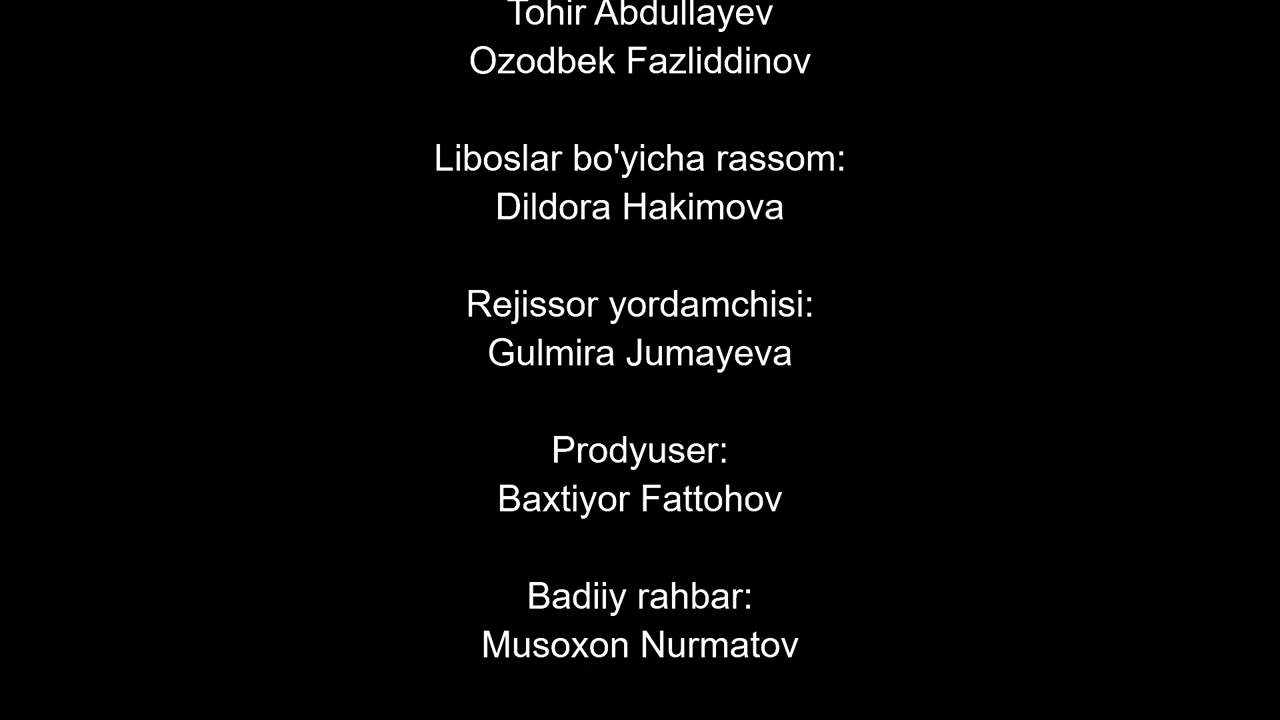 Tohir Abdullayev
Ozodbek Fazliddinov
Liboslar bo'yicha rassom:
Dildora Hakimova
Rejissor yordamchisi:
Gulmira Jumayeva
Prodyuser:
Baxtiyor Fattohov
Badiiy rahbar:
Musoxon Nurmatov